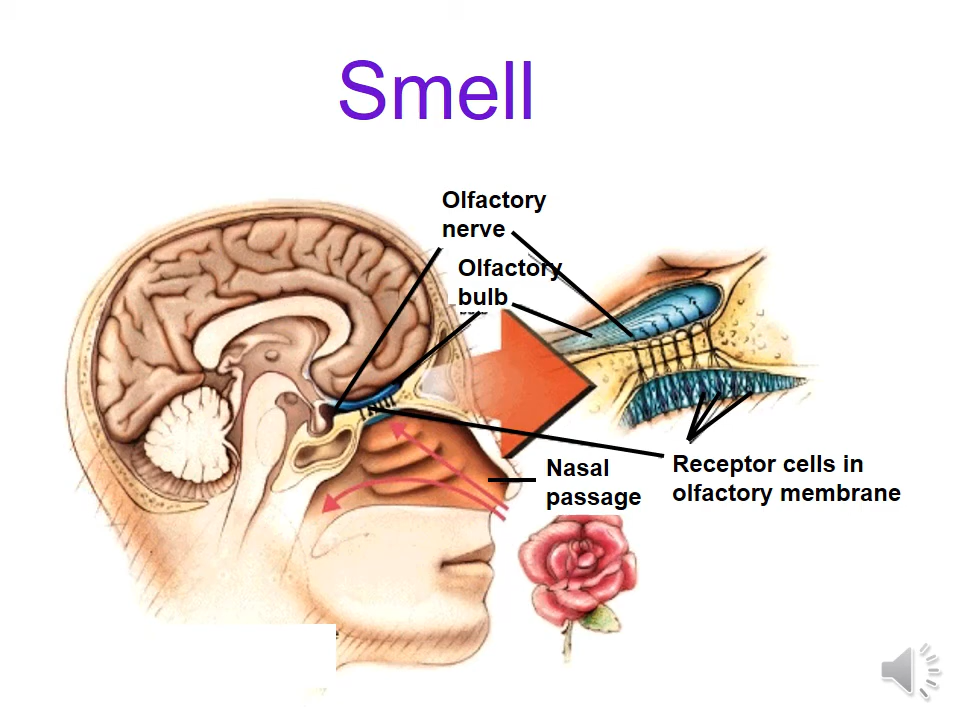 Smell
Olfactory
nerve
Olfactory
bulb
Nasal
passage
Receptor cells in
olfactory membrane